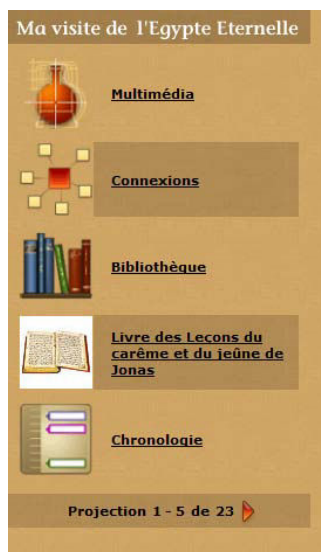 Ma visite de l'Egypte Eternelle
Multimédia
Connexions
Bibliothèque
Livre des Leçons du
carême et du jeûne de
Jonas
Chronologie
Projection 1 - 5 de 23